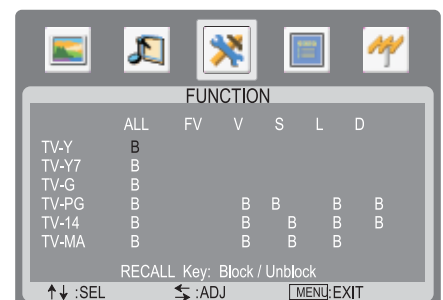 FUNCTION
ALL FV V S L D
TV-Y B
TV-Y7 B
TV-G B
TV-PG B B B B B
TV-14 B B B B B
TV-MA B B B B
RECALL Key: Block / Unblock
↑↓ :SEL ⇆ :ADJ MENU:EXIT